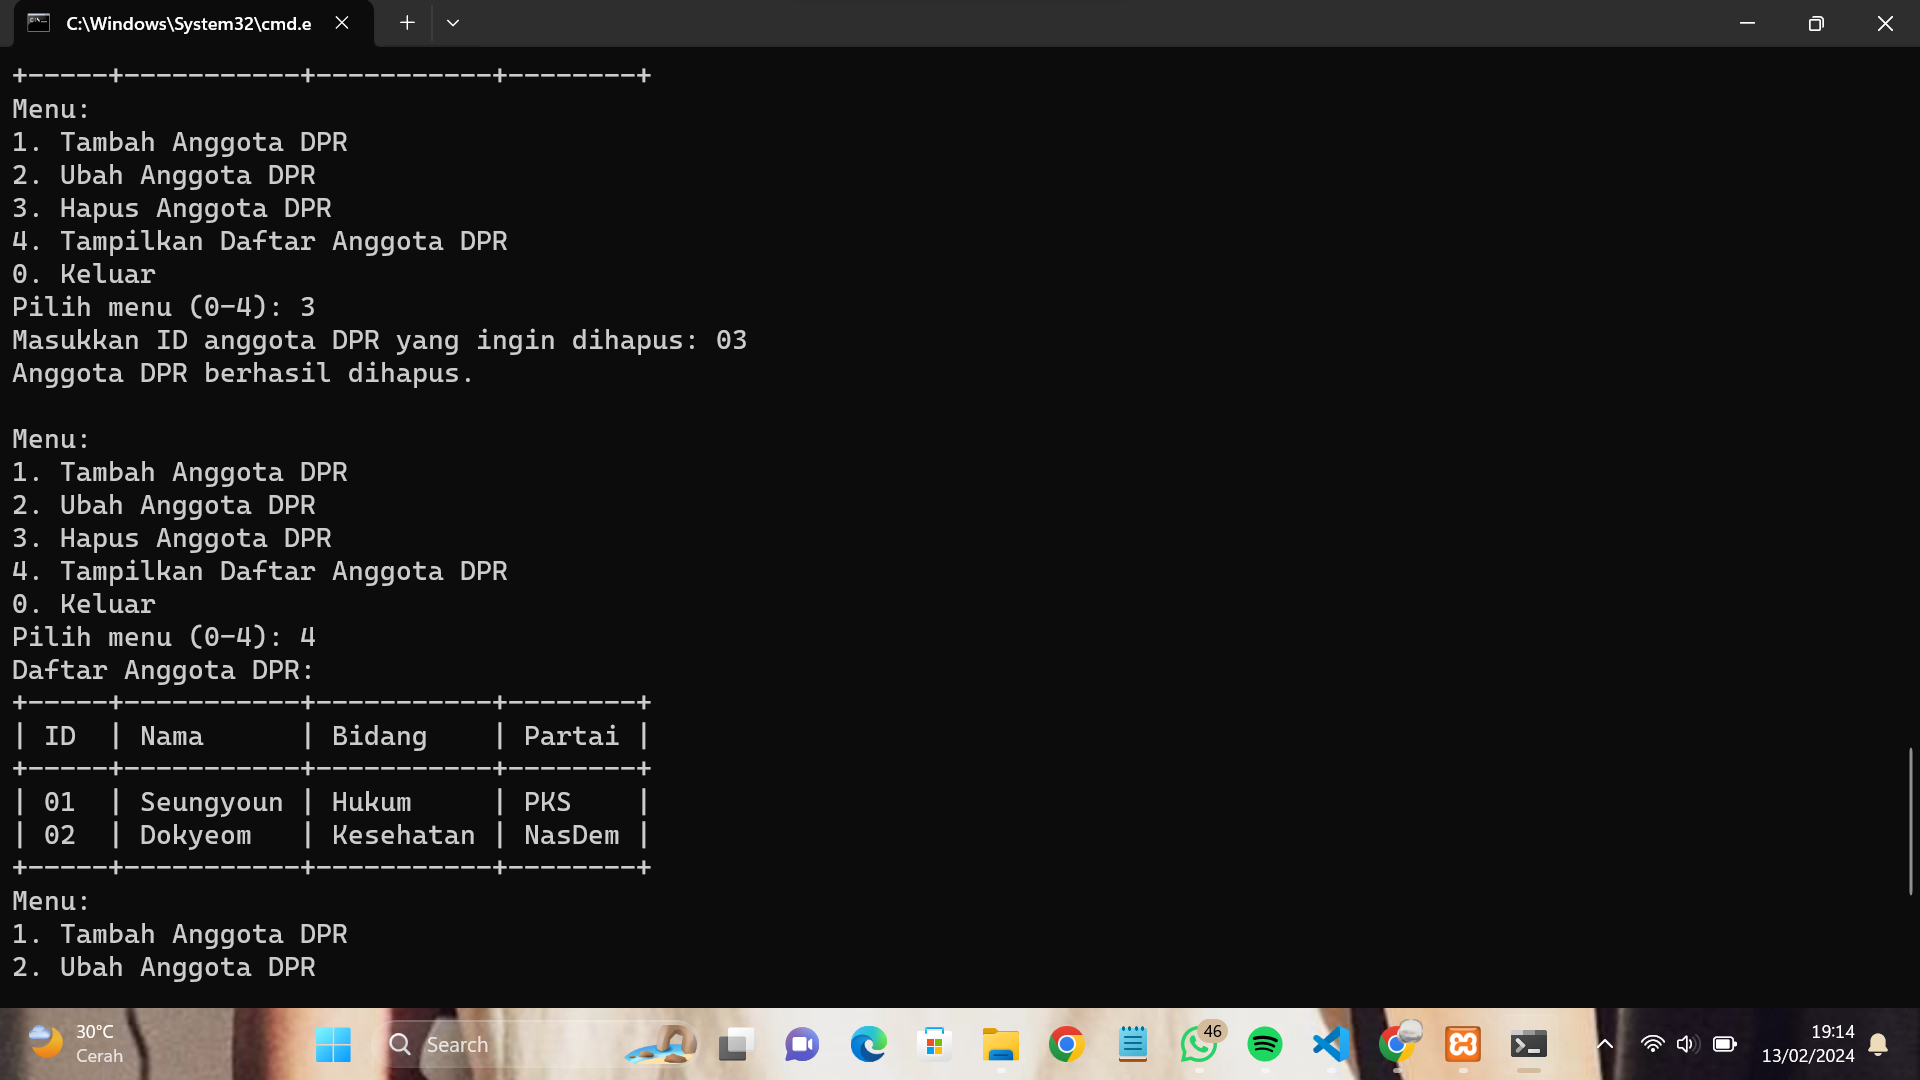 C:\Windows\System32\cmd.e
+-----+-----------+-----------+--------+
Menu:
1. Tambah Anggota DPR
2. Ubah Anggota DPR
3. Hapus Anggota DPR
4. Tampilkan Daftar Anggota DPR
0. Keluar
Pilih menu (0-4): 3
Masukkan ID anggota DPR yang ingin dihapus: 03
Anggota DPR berhasil dihapus.
Menu:
1. Tambah Anggota DPR
2. Ubah Anggota DPR
3. Hapus Anggota DPR
4. Tampilkan Daftar Anggota DPR
0. Keluar
Pilih menu (0-4): 4
Daftar Anggota DPR:
+-----+-----------+-----------+--------+
| ID  | Nama      | Bidang    | Partai |
+-----+-----------+-----------+--------+
| 01  | Seungyoun | Hukum     | PKS    |
| 02  | Dokyeom   | Kesehatan | NasDem |
+-----+-----------+-----------+--------+
Menu:
1. Tambah Anggota DPR
2. Ubah Anggota DPR
30°C
Cerah
Search
46
19:14
13/02/2024